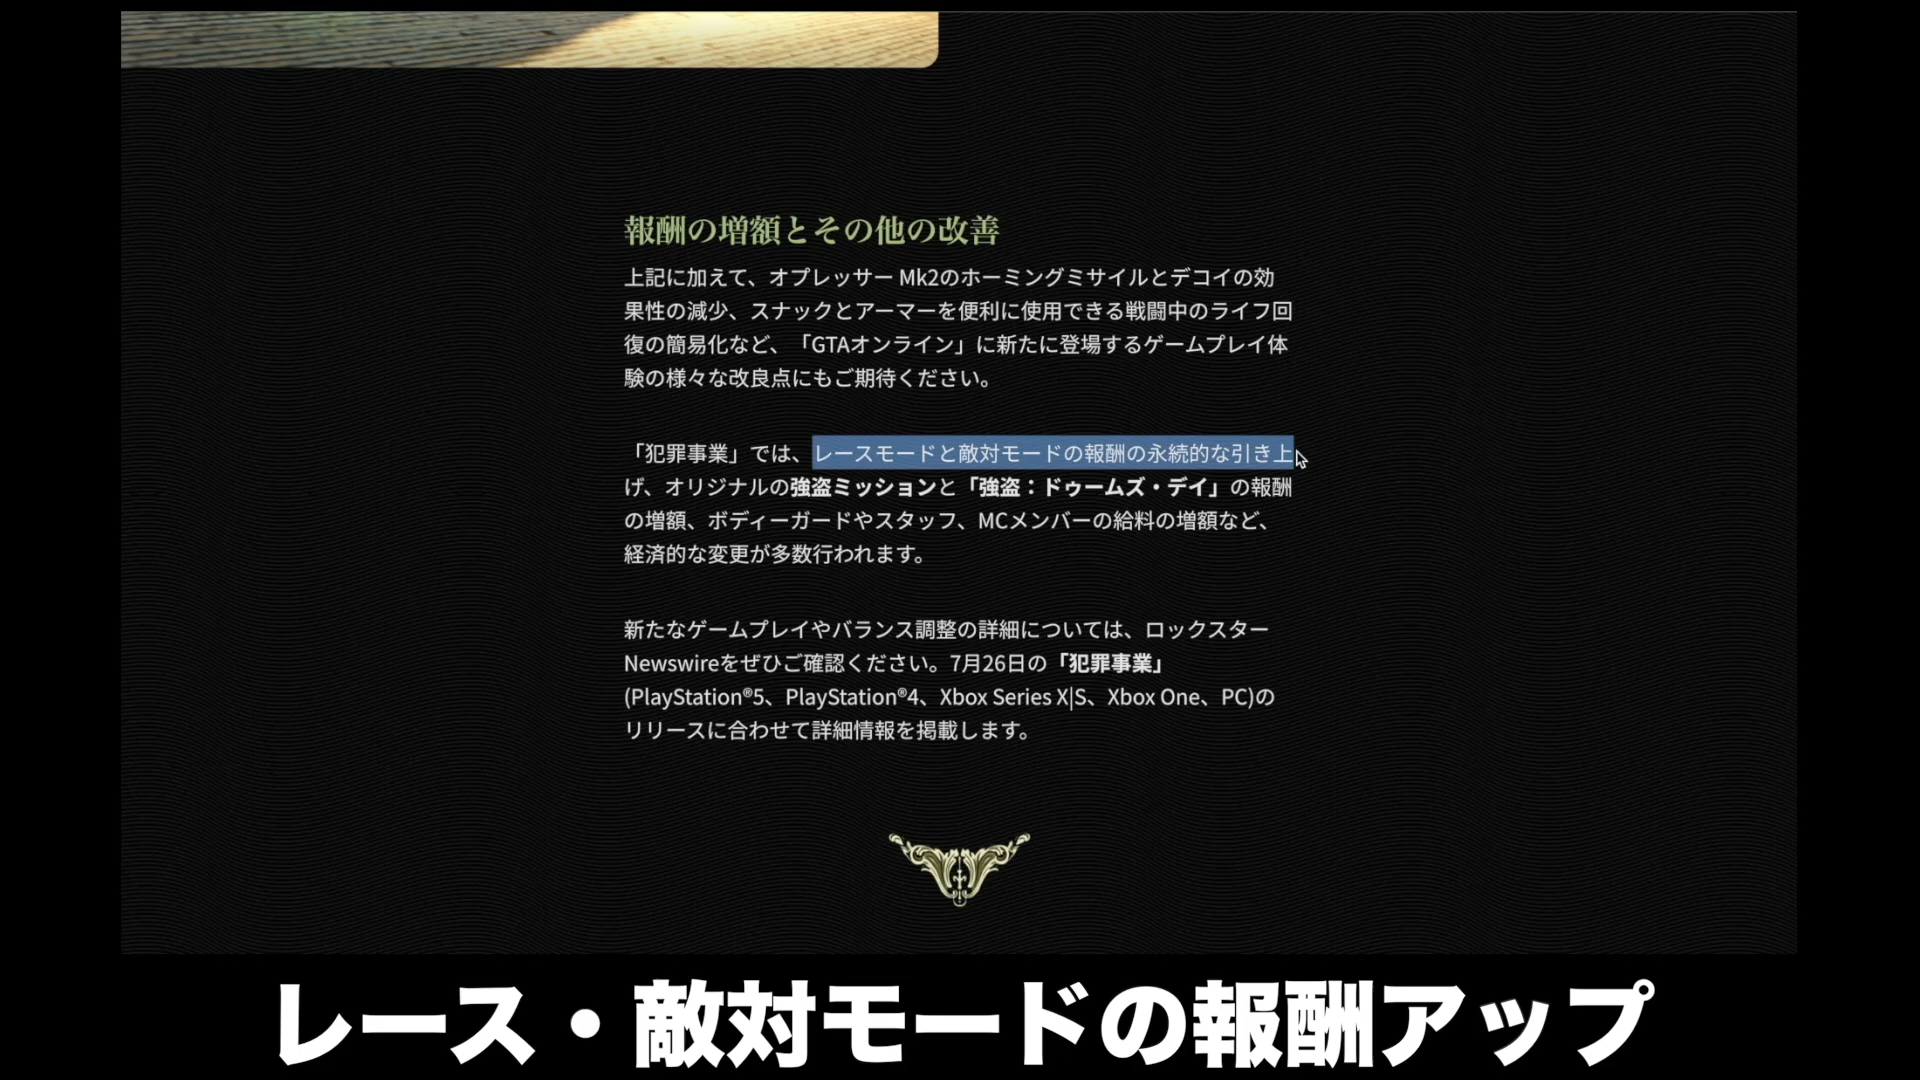 報酬の増額とその他の改善
上記に加えて、オプレッサー Mk2のホーミングミサイルとデコイの効
果性の減少、スナックとアーマーを便利に使用できる戦闘中のライフ回
復の簡易化など、「GTAオンライン」に新たに登場するゲームプレイ体
験の様々な改良点にもご期待ください。
「犯罪事業」では、レースモードと敵対モードの報酬の永続的な引き上
げ、オリジナルの強盗ミッションと「強盗：ドゥームズ・デイ」の報酬
の増額、ボディーガードやスタッフ、MCメンバーの給料の増額など、
経済的な変更が多数行われます。
新たなゲームプレイやバランス調整の詳細については、ロックスター
Newswireをぜひご確認ください。7月26日の「犯罪事業」
(PlayStation®5、PlayStation®4、Xbox Series X|S、Xbox One、PC)の
リリースに合わせて詳細情報を掲載します。
レース・敵対モードの報酬アップ